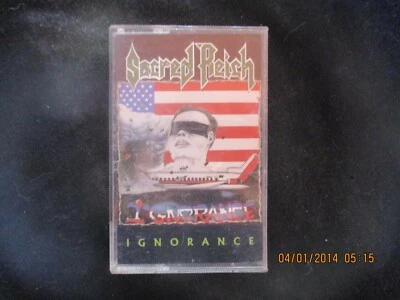 Sacred Reich
IGNORANCE
IGNORANCE
04/01/2014 05:15